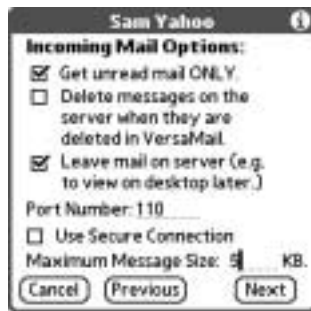 Sam Yahoo
Incoming Mail Options:
Get unread mail ONLY.
Delete messages on the
server when they are
deleted in VersaMail.
Leave mail on server (e.g.
to view on desktop later.)
Port Number: 110
Use Secure Connection
Maximum Message Size: 5 KB.
Cancel Previous Next